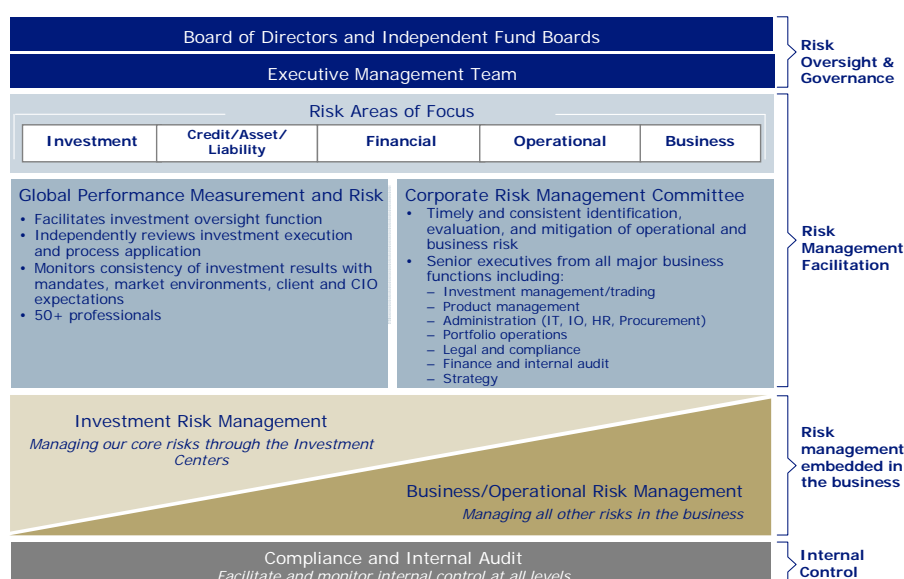 Board of Directors and Independent Fund Boards
Executive Management Team
Risk
Oversight &
Governance
Risk Areas of Focus
Investment
Credit/Asset/
Liability
Financial
Operational
Business
Global Performance Measurement and Risk
• Facilitates investment oversight function
• Independently reviews investment execution
and process application
• Monitors consistency of investment results with
mandates, market environments, client and CIO
expectations
• 50+ professionals
Corporate Risk Management Committee
• Timely and consistent identification,
evaluation, and mitigation of operational and
business risk
• Senior executives from all major business
functions including:
– Investment management/trading
– Product management
– Administration (IT, IO, HR, Procurement)
– Portfolio operations
– Legal and compliance
– Finance and internal audit
– Strategy
Risk
Management
Facilitation
Investment Risk Management
Managing our core risks through the Investment
Centers
Business/Operational Risk Management
Managing all other risks in the business
Risk
management
embedded in
the business
Compliance and Internal Audit
Facilitate and monitor internal control at all levels
Internal
Control